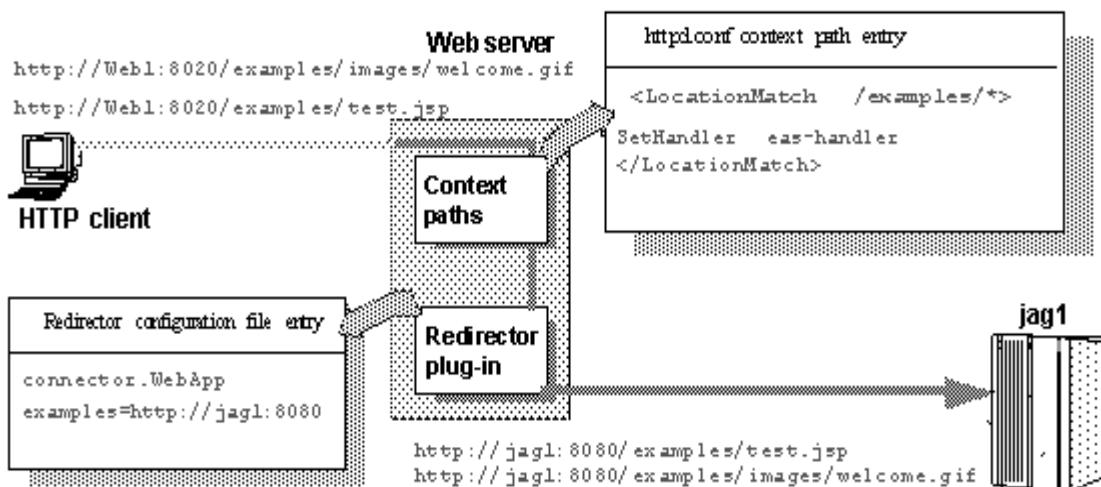 Web server
http://Web1:8020/examples/images/welcome.gif
http://Web1:8020/examples/test.jsp
HTTP client
httpd.conf context path entry
<LocationMatch /examples/*>
SetHandler eas-handler
</LocationMatch>
Context
paths
Redirector configuration file entry
connector.WebApp
examples=http://jag1:8080
Redirector
plug-in
jag1
http://jag1:8080/examples/test.jsp
http://jag1:8080/examples/images/welcome.gif